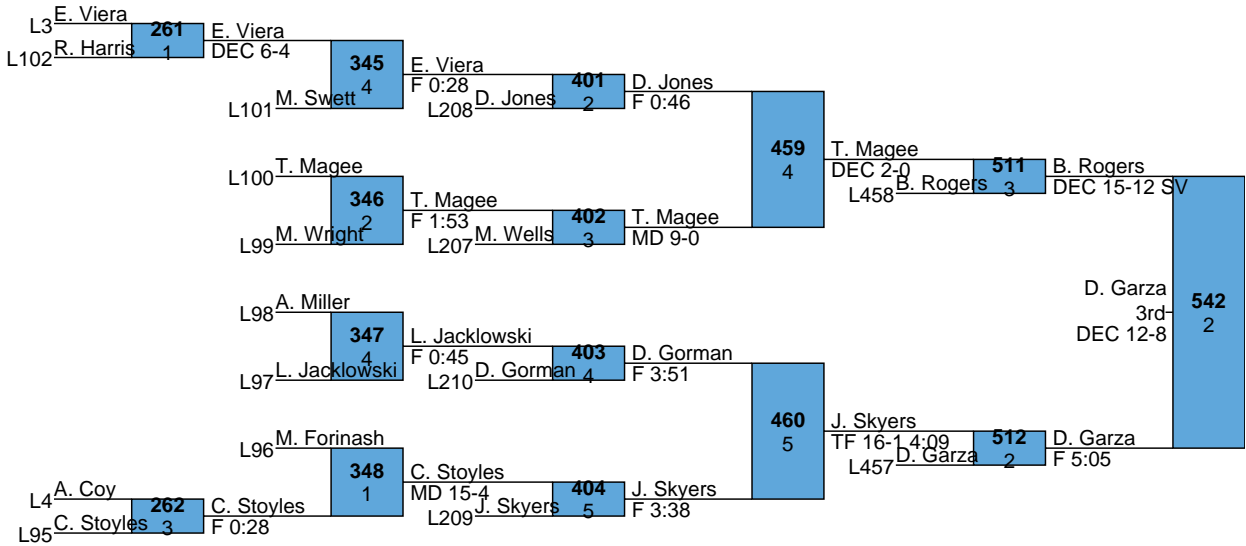 E. Viera
L3
261
1
R. Harris
L102
E. Viera
DEC 6-4
345
4
M. Swett
L101
E. Viera
F 0:28
401
2
D. Jones
L208
D. Jones
F 0:46
T. Magee
L100
346
2
M. Wright
L99
T. Magee
F 1:53
402
3
M. Wells
L207
T. Magee
MD 9-0
459
4
T. Magee
DEC 2-0
511
3
B. Rogers
L458
B. Rogers
DEC 15-12 SV
A. Miller
L98
347
4
L. Jacklowski
L97
L. Jacklowski
F 0:45
403
4
D. Gorman
L210
D. Gorman
F 3:51
M. Forinash
L96
348
1
A. Coy
L4
262
3
C. Stoyles
L95
C. Stoyles
F 0:28
C. Stoyles
MD 15-4
404
5
J. Skyers
L209
J. Skyers
F 3:38
460
5
J. Skyers
TF 16-1 4:09
512
2
D. Garza
L457
D. Garza
F 5:05
542
2
D. Garza
3rd
DEC 12-8